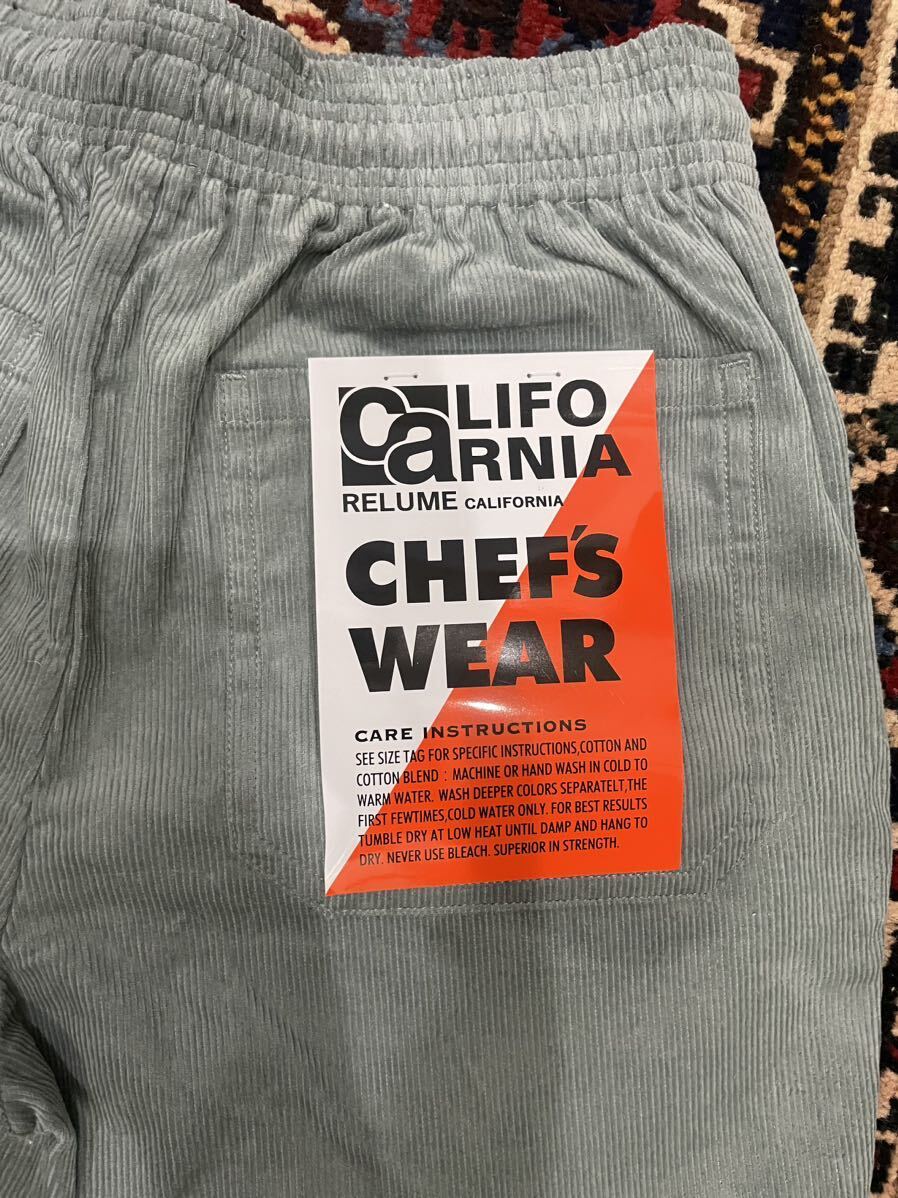 CALIFO
RNIA
RELUME CALIFORNIA
CHEF'S
WEAR
CARE INSTRUCTIONS
SEE SIZE TAG FOR SPECIFIC INSTRUCTIONS,COTTON AND
COTTON BLEND : MACHINE OR HAND WASH IN COLD TO
WARM WATER. WASH DEEPER COLORS SEPARATELT,THE
FIRST FEWTIMES,COLD WATER ONLY. FOR BEST RESULTS
TUMBLE DRY AT LOW HEAT UNTIL DAMP AND HANG TO
DRY. NEVER USE BLEACH. SUPERIOR IN STRENGTH.